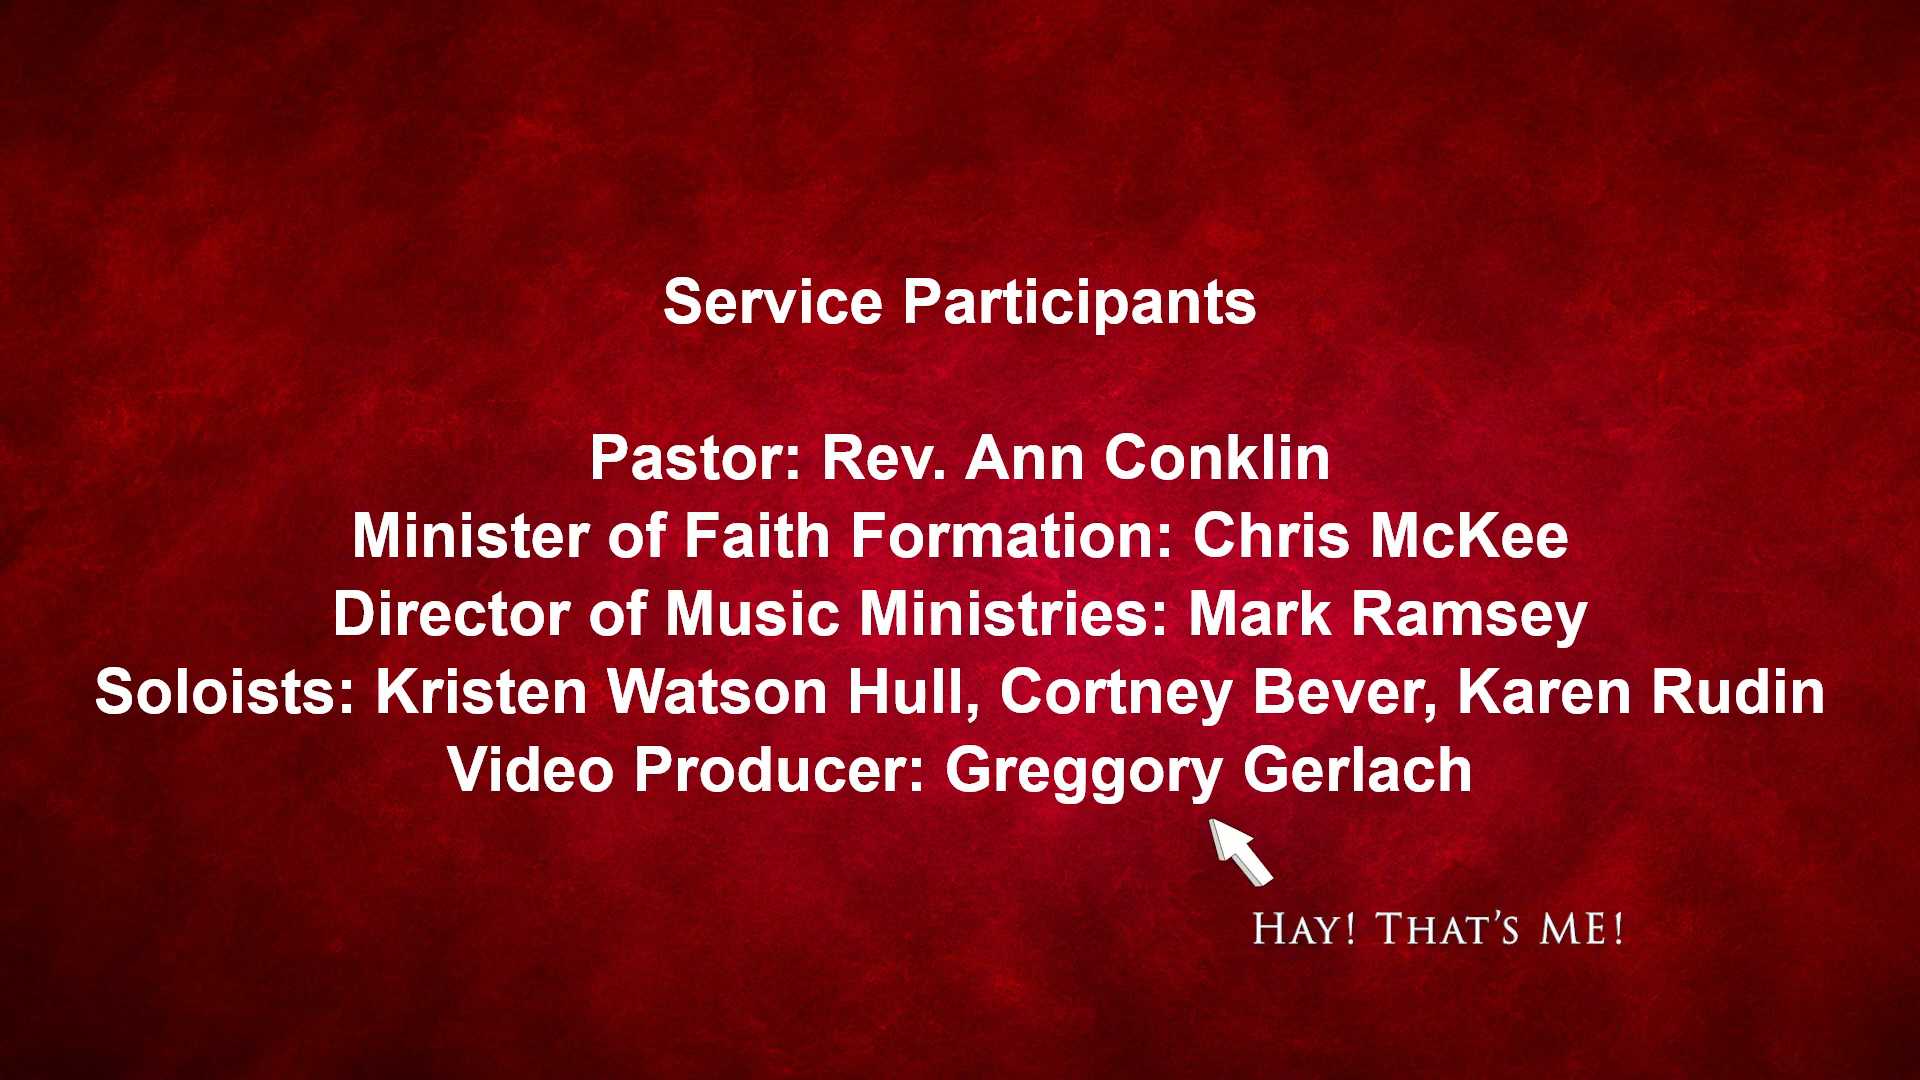 Service Participants
Pastor: Rev. Ann Conklin
Minister of Faith Formation: Chris McKee
Director of Music Ministries: Mark Ramsey
Soloists: Kristen Watson Hull, Cortney Bever, Karen Rudin
Video Producer: Greggory Gerlach
Hay! That's ME!